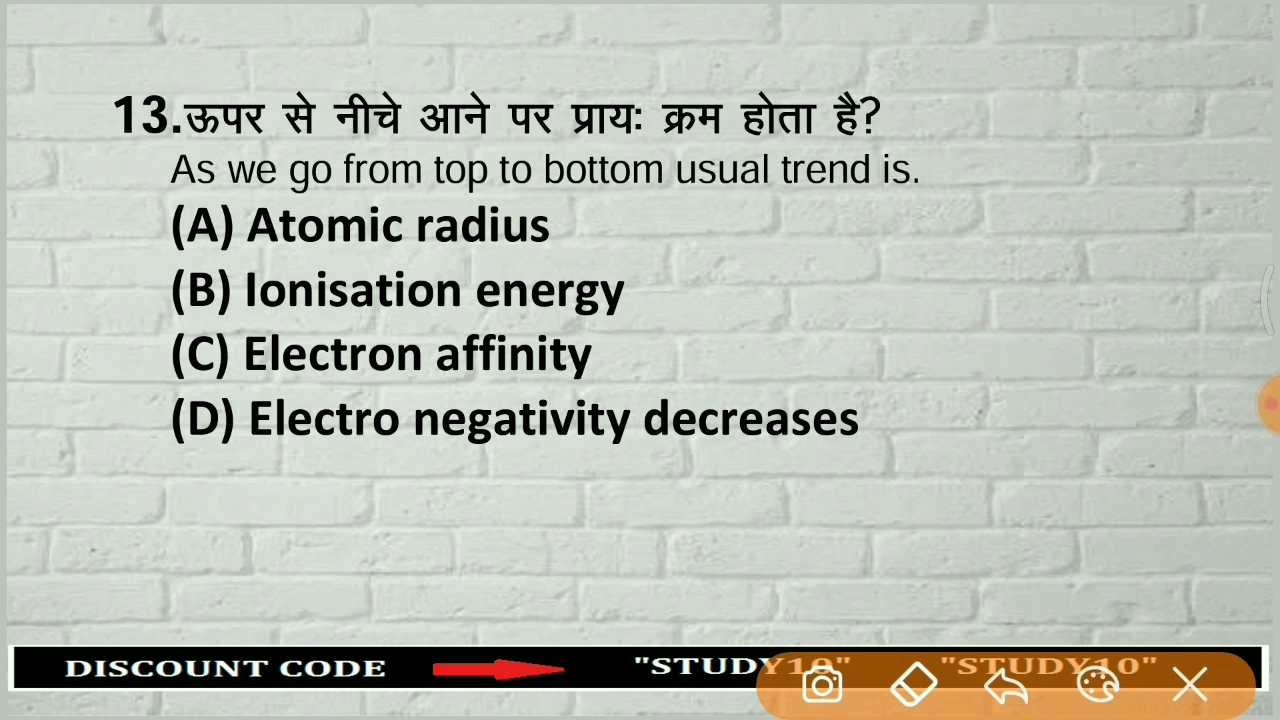 13.ऊपर से नीचे आने पर प्रायः क्रम होता है?
As we go from top to bottom usual trend is.
(A) Atomic radius
(B) Ionisation energy
(C) Electron affinity
(D) Electro negativity decreases
DISCOUNT CODE "STUDY10" "STUDY10"